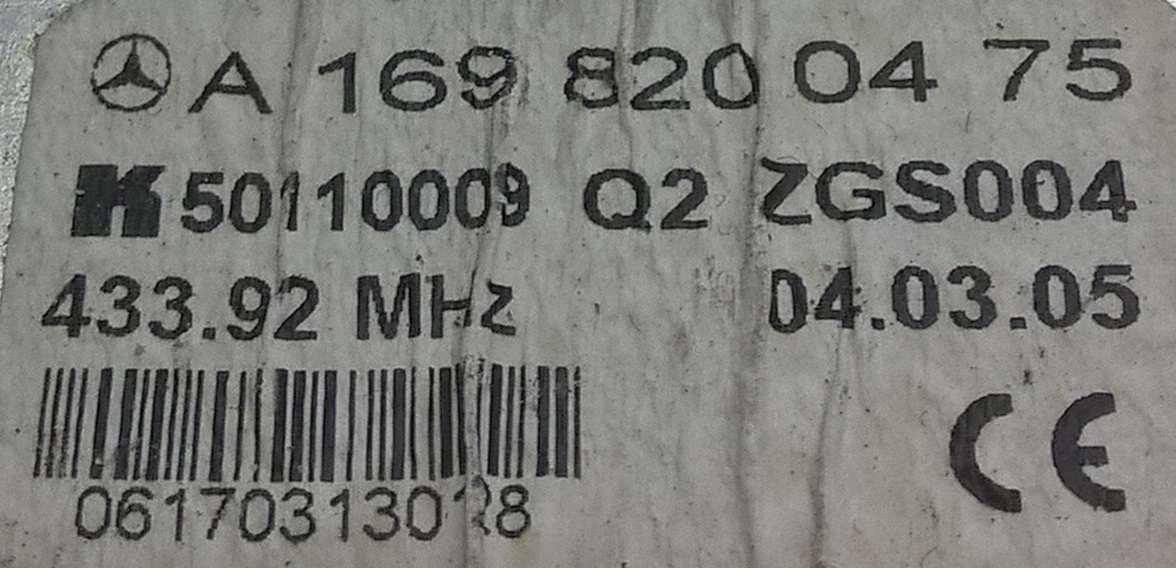 A 169 820 04 75
K 50110009 Q2 ZGS004
433.92 MHz 04.03.05
CE